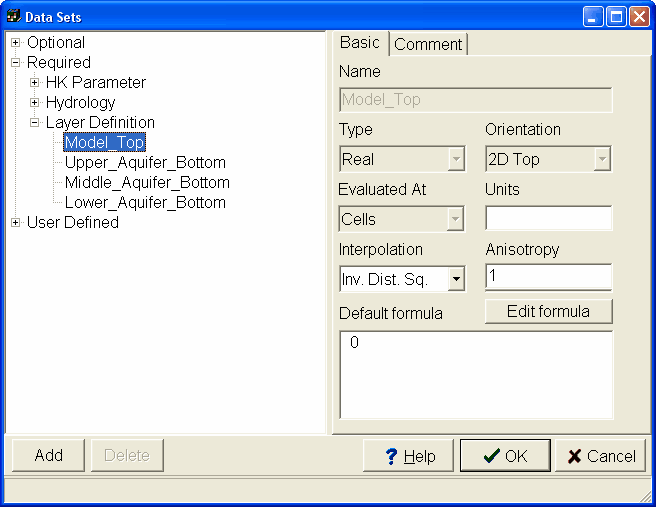 Data Sets
Optional
Required
HK Parameter
Hydrology
Layer Definition
Model_Top
Upper_Aquifer_Bottom
Middle_Aquifer_Bottom
Lower_Aquifer_Bottom
User Defined
Basic
Comment
Name
Model_Top
Type
Orientation
Real
2D Top
Evaluated At
Units
Cells
Interpolation
Anisotropy
Inv. Dist. Sq.
1
Default formula
Edit formula
0
Add
Delete
? Help
OK
Cancel